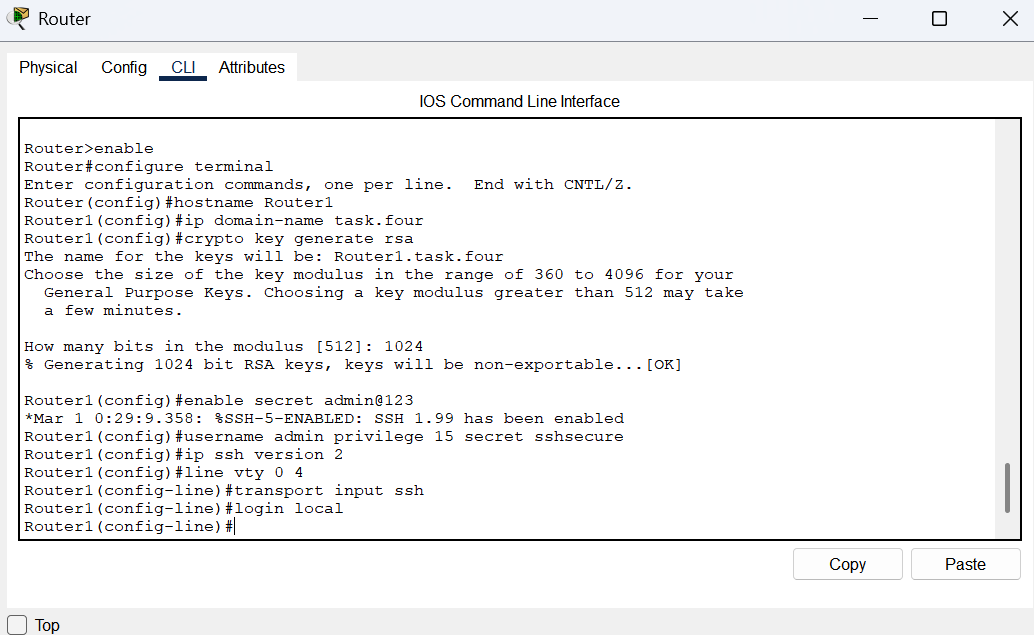 Router
Physical Config CLI Attributes
IOS Command Line Interface
Router>enable
Router#configure terminal
Enter configuration commands, one per line.  End with CNTL/Z.
Router(config)#hostname Router1
Router1(config)#ip domain-name task.four
Router1(config)#crypto key generate rsa
The name for the keys will be: Router1.task.four
Choose the size of the key modulus in the range of 360 to 4096 for your
  General Purpose Keys. Choosing a key modulus greater than 512 may take
  a few minutes.
How many bits in the modulus [512]: 1024
% Generating 1024 bit RSA keys, keys will be non-exportable...[OK]
Router1(config)#enable secret admin@123
*Mar 1 0:29:9.358: %SSH-5-ENABLED: SSH 1.99 has been enabled
Router1(config)#username admin privilege 15 secret sshsecure
Router1(config)#ip ssh version 2
Router1(config)#line vty 0 4
Router1(config-line)#transport input ssh
Router1(config-line)#login local
Router1(config-line)#
Copy Paste
Top